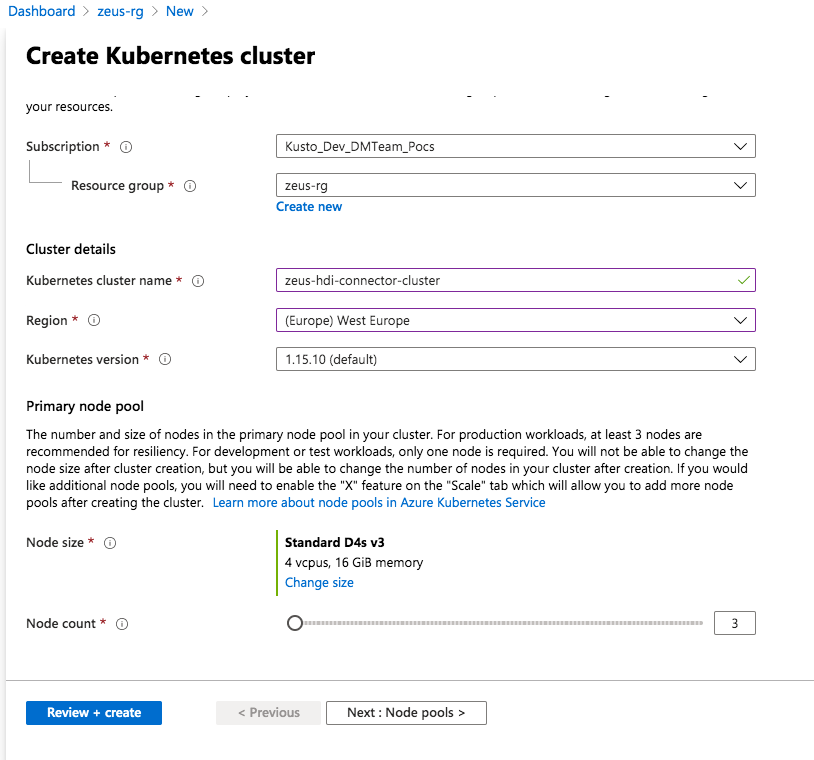 Dashboard > zeus-rg > New >
Create Kubernetes cluster
your resources.
Subscription *
Kusto_Dev_DMTeam_Pocs
Resource group *
zeus-rg
Create new
Cluster details
Kubernetes cluster name *
zeus-hdi-connector-cluster
Region *
(Europe) West Europe
Kubernetes version *
1.15.10 (default)
Primary node pool
The number and size of nodes in the primary node pool in your cluster. For production workloads, at least 3 nodes are
recommended for resiliency. For development or test workloads, only one node is required. You will not be able to change the
node size after cluster creation, but you will be able to change the number of nodes in your cluster after creation. If you would
like additional node pools, you will need to enable the "X" feature on the "Scale" tab which will allow you to add more node
pools after creating the cluster. Learn more about node pools in Azure Kubernetes Service
Node size *
Standard D4s v3
4 vcpus, 16 GiB memory
Change size
Node count *
3
Review + create
< Previous
Next : Node pools >